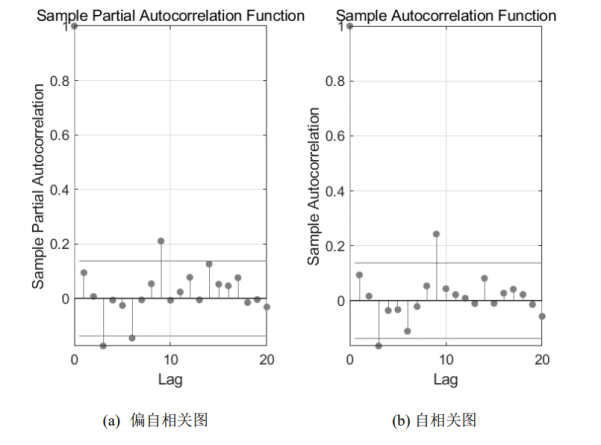 Sample Partial Autocorrelation Function
1
0.8
0.6
0.4
0.2
0
Sample Partial Autocorrelation
0
10
20
Lag
(a) 偏自相关图
Sample Autocorrelation Function
1
0.8
0.6
0.4
0.2
0
Sample Autocorrelation
0
10
20
Lag
(b) 自相关图